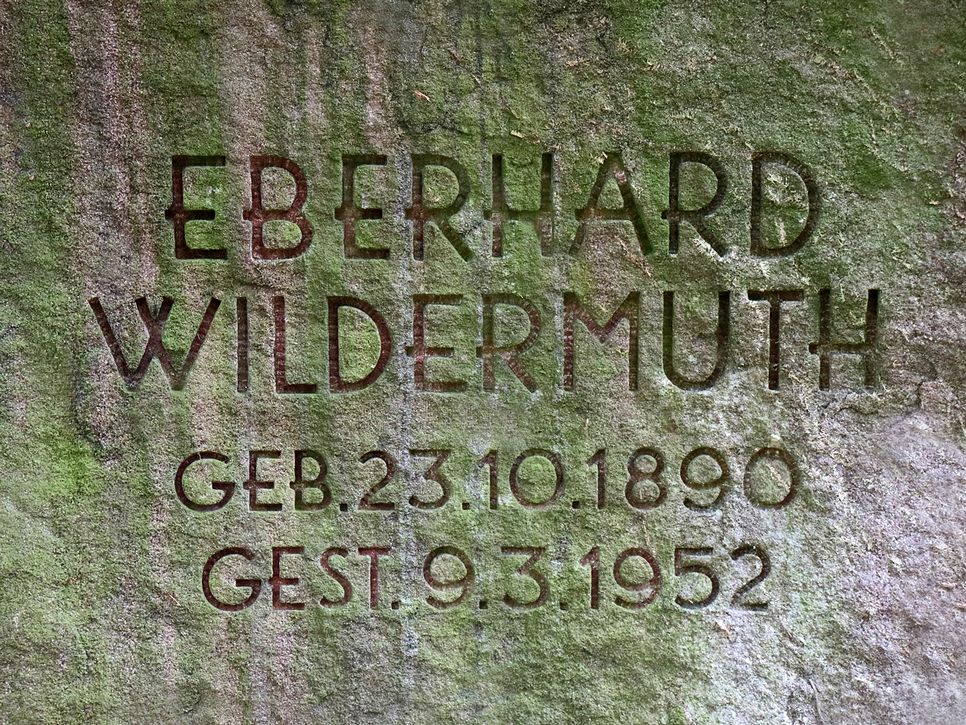 EBERHARD
WILDERMUTH
GEB.23.10.1890
GEST.9.3.1952